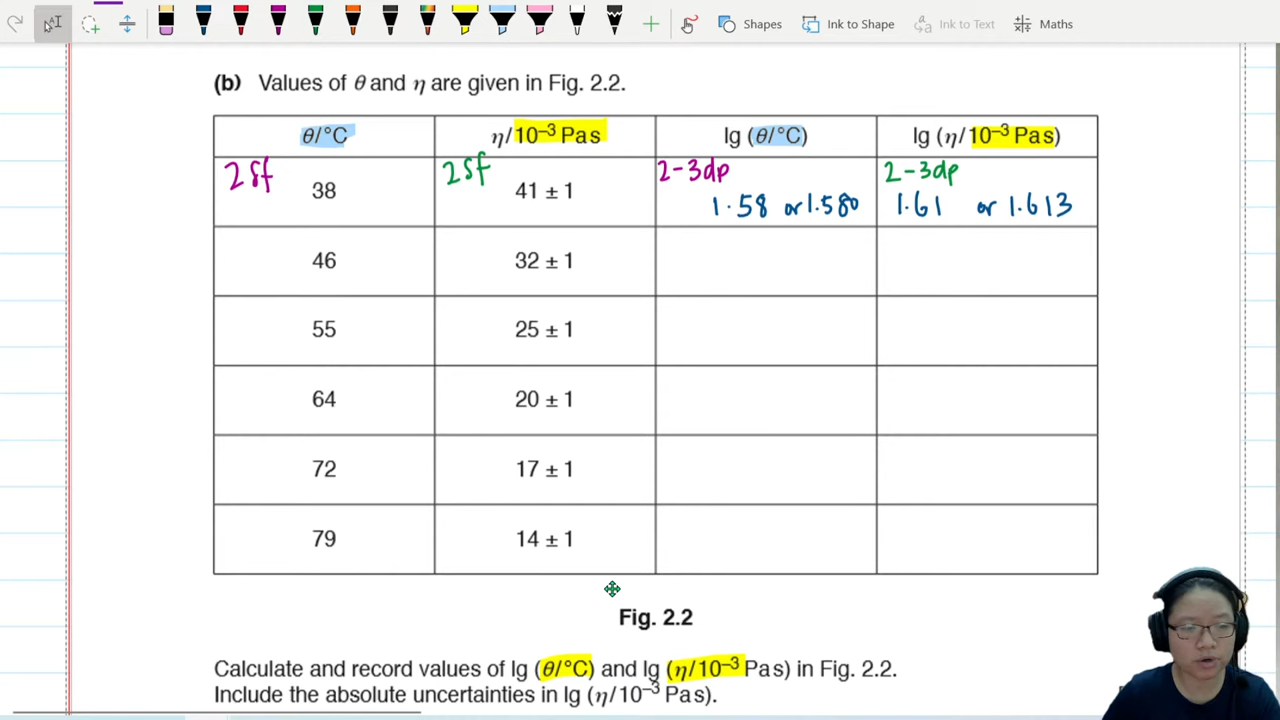 Shapes Ink to Shape Ink to Text Maths
(b) Values of θ and η are given in Fig. 2.2.
θ/°C η/10⁻³ Pas lg (θ/°C) lg (η/10⁻³ Pas)
2sf 2sf 2-3dp 2-3dp
38 41 ± 1 1.58 or 1.580 1.61 or 1.613
46 32 ± 1
55 25 ± 1
64 20 ± 1
72 17 ± 1
79 14 ± 1
Fig. 2.2
Calculate and record values of lg (θ/°C) and lg (η/10⁻³ Pas) in Fig. 2.2.
Include the absolute uncertainties in lg (η/10⁻³ Pas).